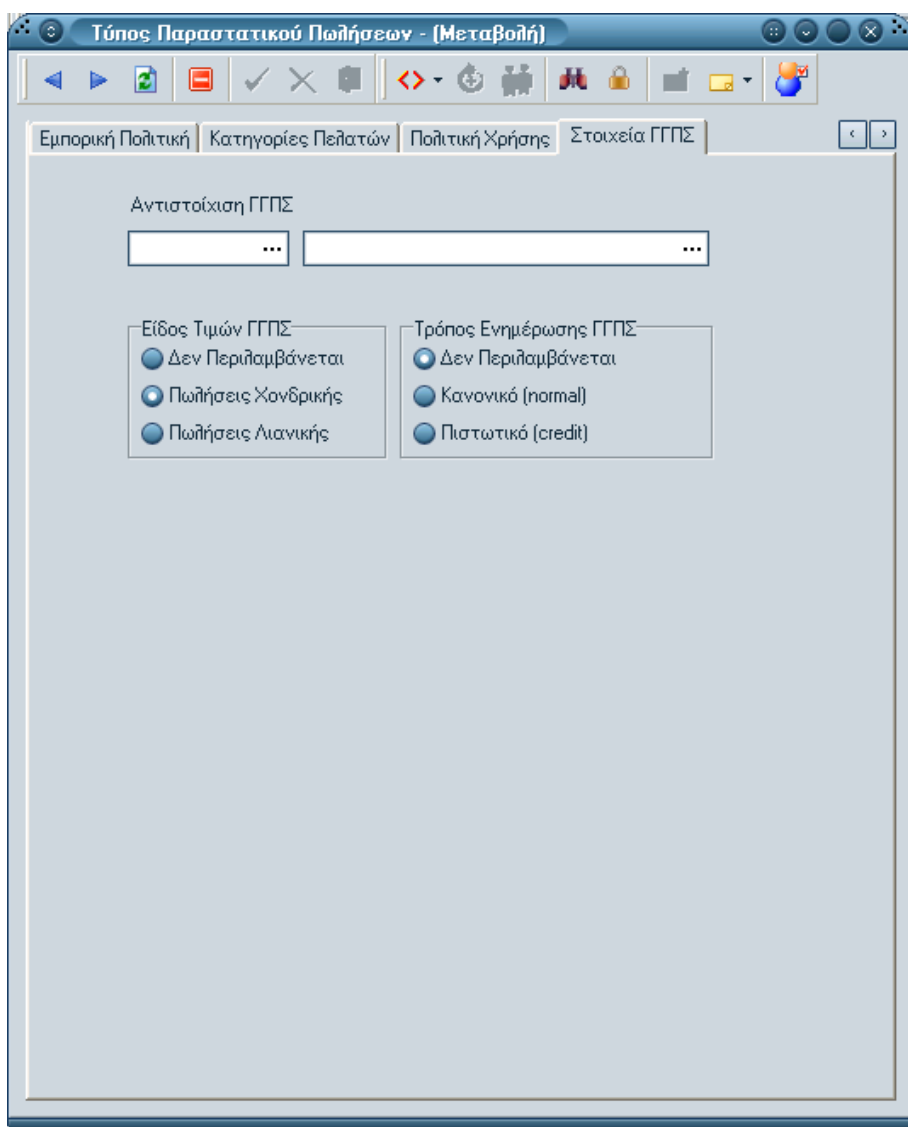 Τύπος Παραστατικού Πωλήσεων - (Μεταβολή)
Εμπορική Πολιτική Κατηγορίες Πελατών Πολιτική Χρήσης Στοιχεία ΓΓΠΣ
Αντιστοίχιση ΓΓΠΣ
... ...
Είδος Τιμών ΓΓΠΣ Τρόπος Ενημέρωσης ΓΓΠΣ
Δεν Περιλαμβάνεται Δεν Περιλαμβάνεται
Πωλήσεις Χονδρικής Κανονικό (normal)
Πωλήσεις Λιανικής Πιστωτικό (credit)